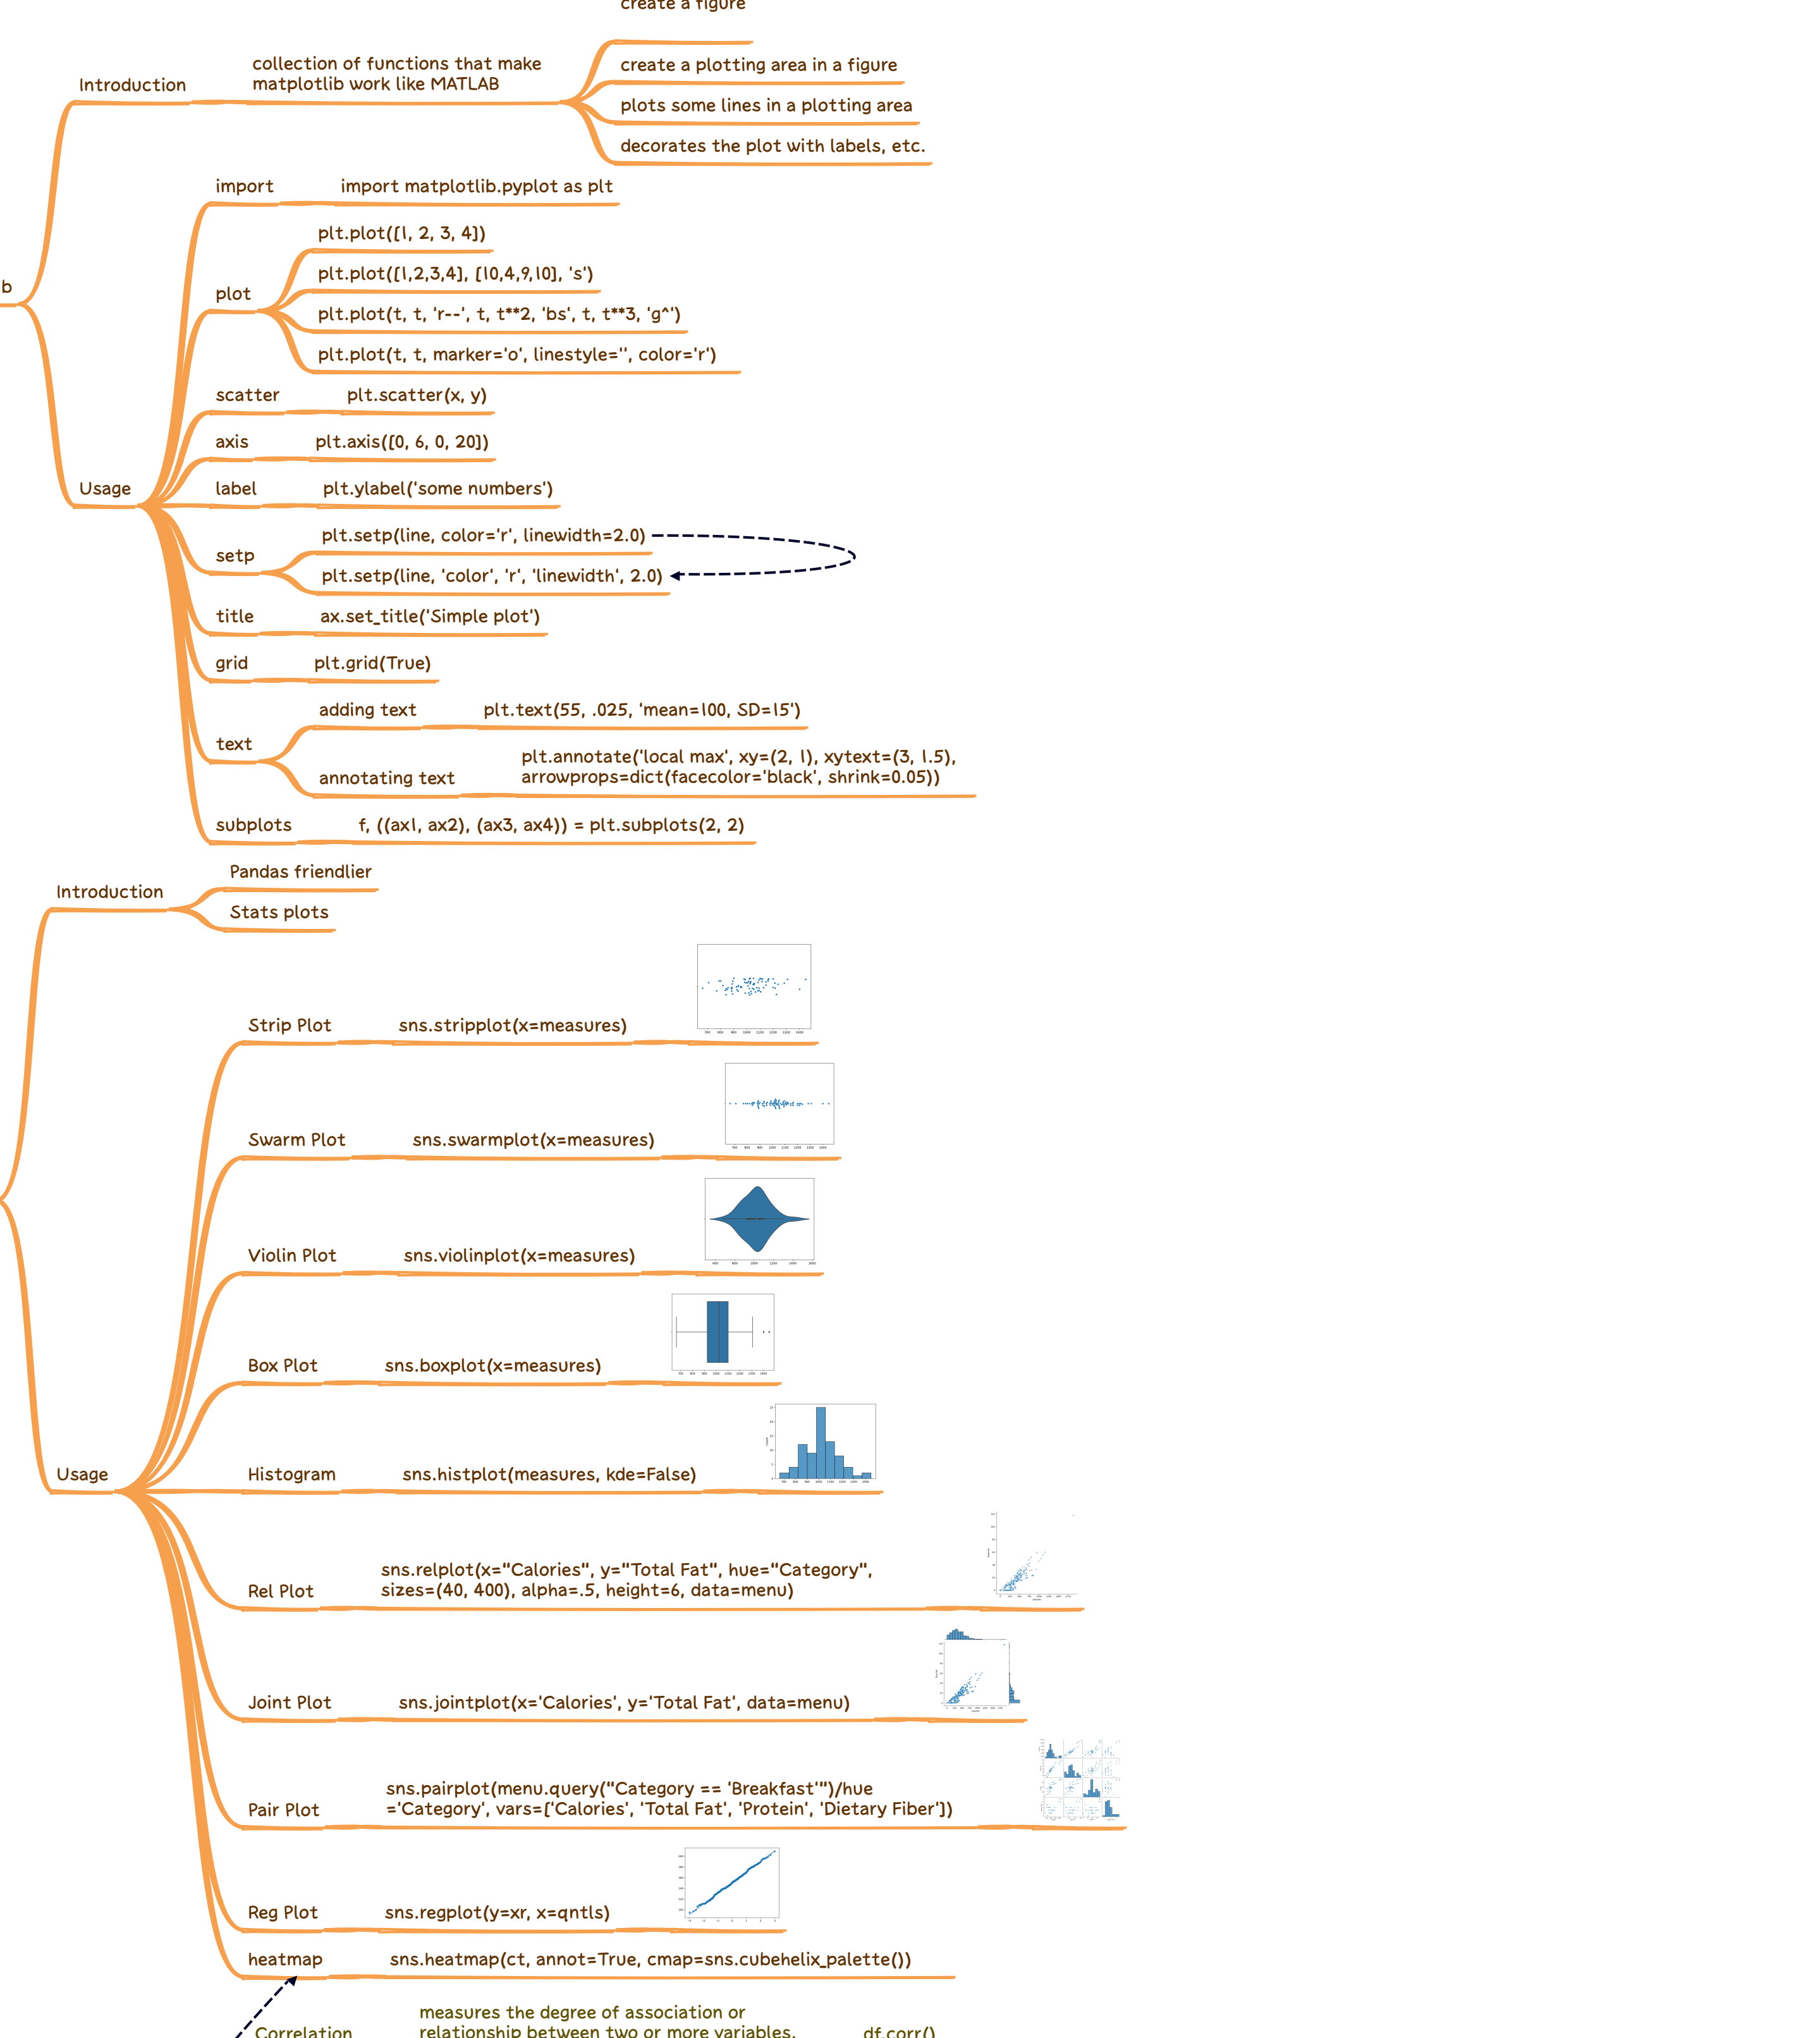 create a figure
Introduction
collection of functions that make
matplotlib work like MATLAB
create a plotting area in a figure
plots some lines in a plotting area
decorates the plot with labels, etc.
b
import
import matplotlib.pyplot as plt
plot
plt.plot([1, 2, 3, 4])
plt.plot([1,2,3,4], [10,4,9,10], 's')
plt.plot(t, t, 'r--', t, t**2, 'bs', t, t**3, 'g^')
plt.plot(t, t, marker='o', linestyle='', color='r')
scatter
plt.scatter(x, y)
axis
plt.axis([0, 6, 0, 20])
Usage
label
plt.ylabel('some numbers')
setp
plt.setp(line, color='r', linewidth=2.0)
plt.setp(line, 'color', 'r', 'linewidth', 2.0)
title
ax.set_title('Simple plot')
grid
plt.grid(True)
text
adding text
plt.text(55, .025, 'mean=100, SD=15')
annotating text
plt.annotate('local max', xy=(2, 1), xytext=(3, 1.5),
arrowprops=dict(facecolor='black', shrink=0.05))
subplots
f, ((ax1, ax2), (ax3, ax4)) = plt.subplots(2, 2)
Introduction
Pandas friendlier
Stats plots
Strip Plot
sns.stripplot(x=measures)
Swarm Plot
sns.swarmplot(x=measures)
Violin Plot
sns.violinplot(x=measures)
Box Plot
sns.boxplot(x=measures)
Usage
Histogram
sns.histplot(measures, kde=False)
Rel Plot
sns.relplot(x="Calories", y="Total Fat", hue="Category",
sizes=(40, 400), alpha=.5, height=6, data=menu)
Joint Plot
sns.jointplot(x='Calories', y='Total Fat', data=menu)
Pair Plot
sns.pairplot(menu.query("Category == 'Breakfast'")/hue
='Category', vars=['Calories', 'Total Fat', 'Protein', 'Dietary Fiber'])
Reg Plot
sns.regplot(y=xr, x=qntls)
heatmap
sns.heatmap(ct, annot=True, cmap=sns.cubehelix_palette())
Correlation
measures the degree of association or
relationship between two or more variables.
df.corr()